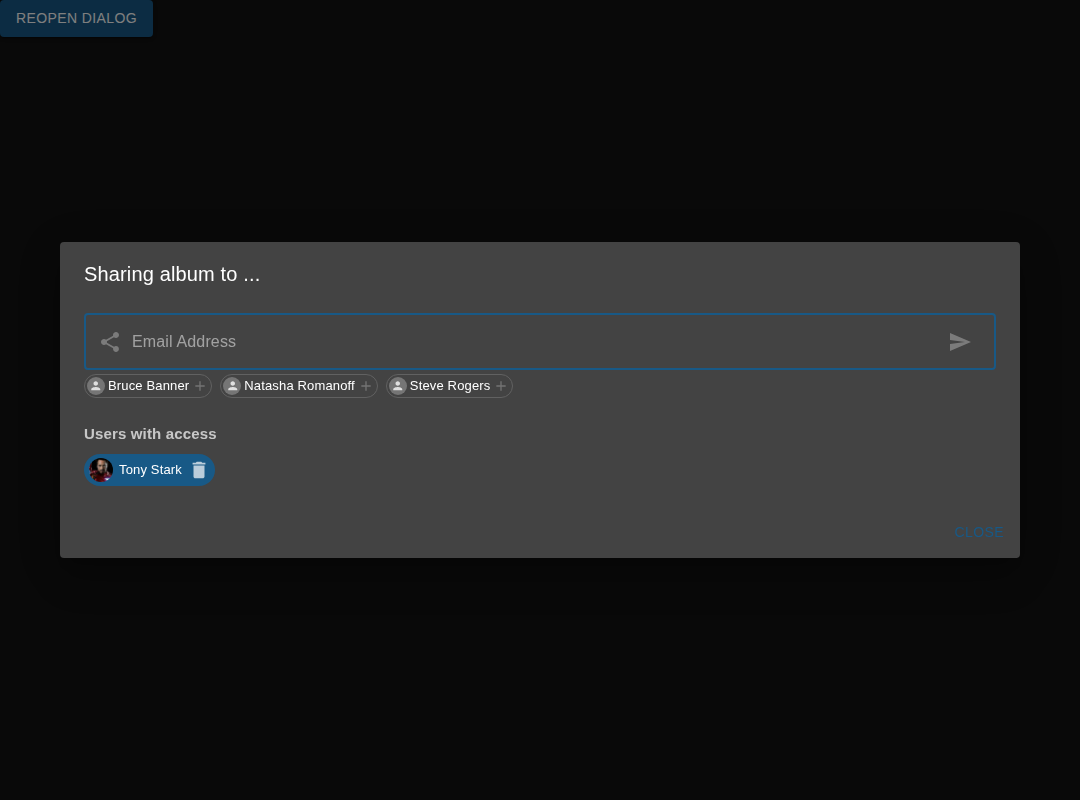 REOPEN DIALOG
Sharing album to ...
Email Address
Bruce Banner Natasha Romanoff Steve Rogers
Users with access
Tony Stark
CLOSE